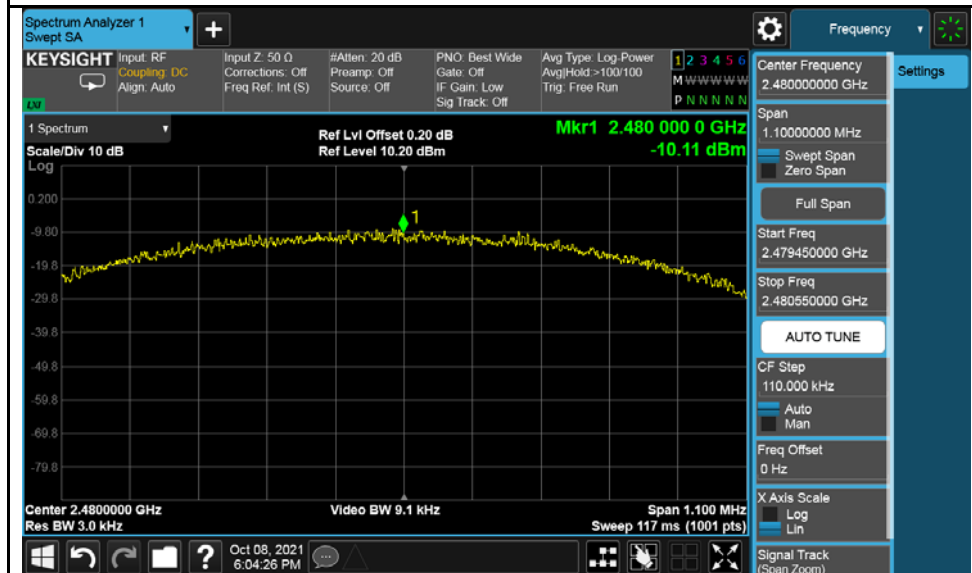 Spectrum Analyzer 1
Swept SA
+
Frequency
KEYSIGHT
LXI
Input: RF
Coupling: DC
Align: Auto
Input Z: 50 Ω
Corrections: Off
Freq Ref: Int (S)
#Atten: 20 dB
Preamp: Off
Source: Off
PNO: Best Wide
Gate: Off
IF Gain: Low
Sig Track: Off
Avg Type: Log-Power
Avg|Hold:>100/100
Trig: Free Run
1 2 3 4 5 6
M W W W W W
P N N N N N
1 Spectrum
Scale/Div 10 dB
Ref Lvl Offset 0.20 dB
Ref Level 10.20 dBm
Mkr1 2.480 000 0 GHz
-10.11 dBm
Log
0.200
-9.80
-19.8
-29.8
-39.8
-49.8
-59.8
-69.8
-79.8
1
Center 2.4800000 GHz
Res BW 3.0 kHz
Video BW 9.1 kHz
Span 1.100 MHz
Sweep 117 ms (1001 pts)
?
Oct 08, 2021
6:04:26 PM
Center Frequency
2.480000000 GHz
Span
1.10000000 MHz
Swept Span
Zero Span
Full Span
Start Freq
2.479450000 GHz
Stop Freq
2.480550000 GHz
AUTO TUNE
CF Step
110.000 kHz
Auto
Man
Freq Offset
0 Hz
X Axis Scale
Log
Lin
Signal Track
(Span Zoom)
Settings